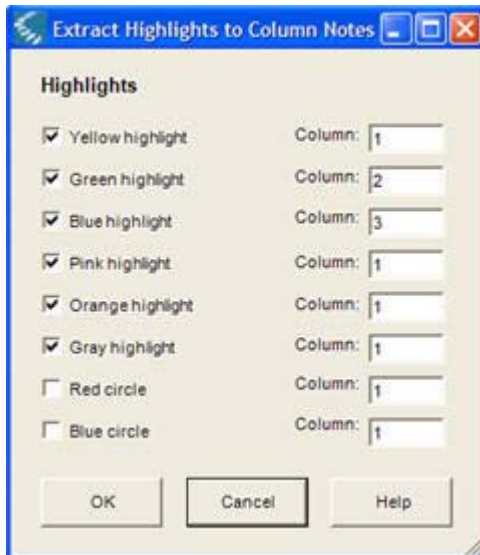 Extract Highlights to Column Notes
Highlights
Yellow highlight Column: 1
Green highlight Column: 2
Blue highlight Column: 3
Pink highlight Column: 1
Orange highlight Column: 1
Gray highlight Column: 1
Red circle Column: 1
Blue circle Column: 1
OK Cancel Help